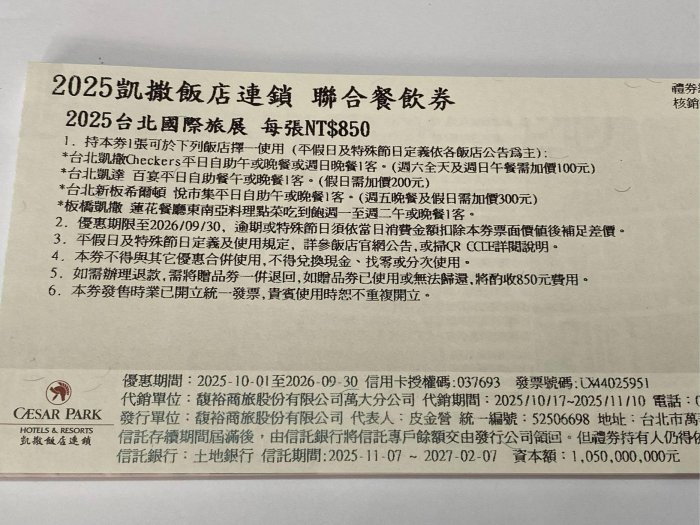 2025凱撒飯店連鎖 聯合餐飲券
2025台北國際旅展 每張NT$850
禮券
核銷
1. 持本券1張可於下列飯店擇一使用 (平假日及特殊節日定義依各飯店公告為主):
*台北凱撒Checkers平日自助午或晚餐或週日晚餐1客。(週六全天及週日午餐需加價100元)
*台北凱達 百宴平日自助餐午或晚餐1客。(假日需加價200元)
*台北新板希爾頓 悅市集平日自助午或晚餐1客。(週五晚餐及假日需加價300元)
*板橋凱撒 蓮花餐廳東南亞料理點菜吃到飽週一至週二午或晚餐1客。
2. 優惠期限至2026/09/30, 逾期或特殊節日須依當日消費金額扣除本券票面價值後補足差價。
3. 平假日及特殊節日定義及使用規定, 詳參飯店官網公告,或掃QR CODE詳閱說明。
4. 本券不得與其它優惠合併使用,不得兌換現金、找零或分次使用。
5. 如需辦理退款,需將贈品券一併退回,如贈品券已使用或無法歸還,將酌收850元費用。
6. 本券發售時業已開立統一發票,貴賓使用時恕不重複開立。
CÆSAR PARK
HOTELS & RESORTS
凱撒飯店連鎖
優惠期間:2025-10-01至2026-09-30 信用卡授權碼:037693 發票號碼:UX44025951
代銷單位:馥裕商旅股份有限公司萬大分公司 代銷期間:2025/10/17~2025/11/10 電話:
發行單位:馥裕商旅股份有限公司 代表人:皮金營 統一編號:52506698 地址:台北市萬
信託存續期間屆滿後,由信託銀行將信託專戶餘額交由發行公司領回。但禮券持有人仍得
信託銀行:土地銀行 信託期間:2025-11-07 ~ 2027-02-07 資本額:1,050,000,000元